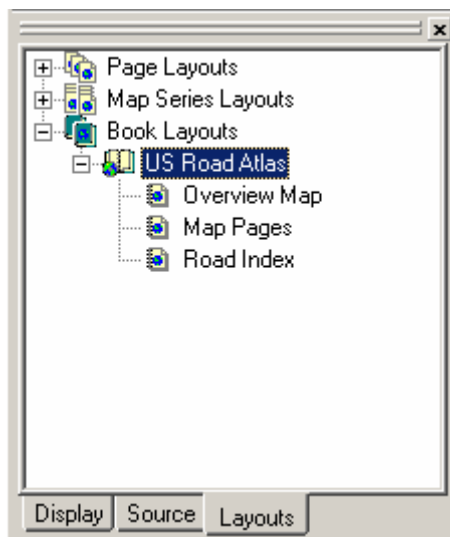 Page Layouts
Map Series Layouts
Book Layouts
US Road Atlas
Overview Map
Map Pages
Road Index
Display Source Layouts